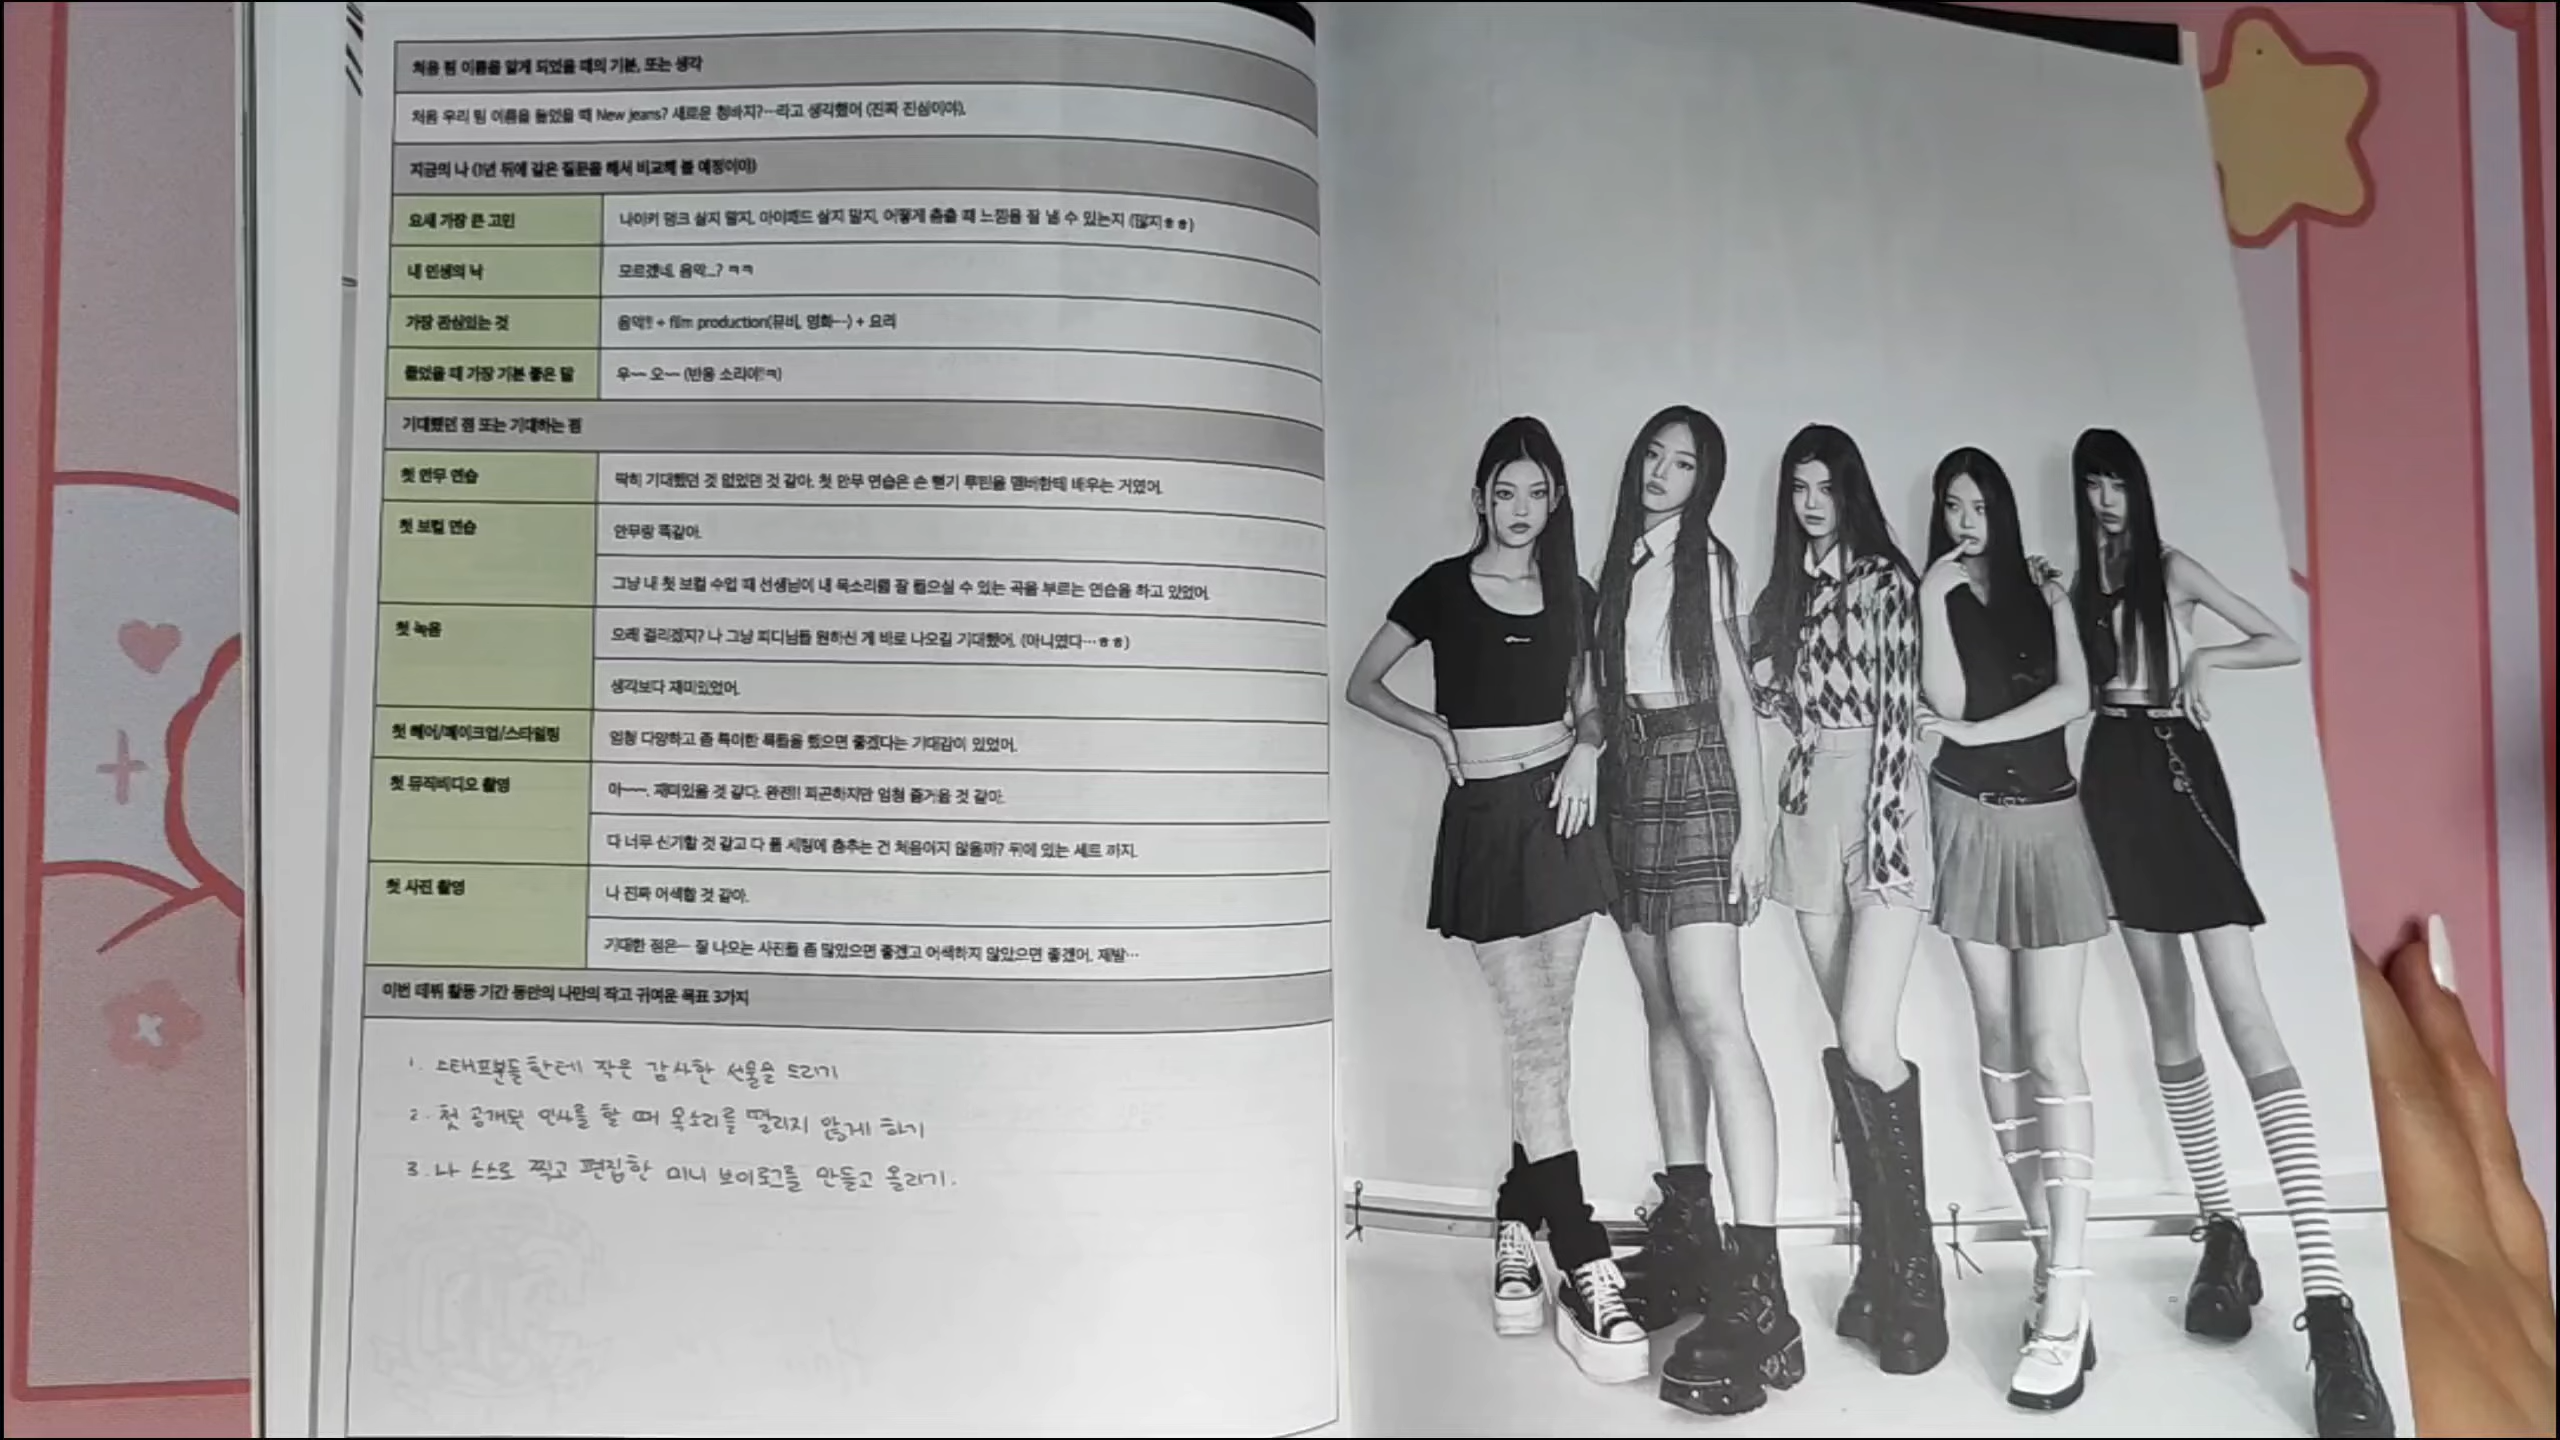 처음 팀 이름을 알게 되었을 때의 기분, 또는 생각
처음 우리 팀 이름을 들었을 때 New jeans? 새로운 청바지?…라고 생각했어 (진짜 진심이야).
지금의 나 (1년 뒤에 같은 질문을 해서 비교해 볼 예정이야)
요새 가장 큰 고민
나이키 덩크 살지 말지, 아이패드 살지 말지, 어떻게 춤출 때 느낌을 잘 낼 수 있는지 (많지ㅎㅎ)
내 인생의 낙
모르겠네, 음악...? ㅋㅋ
가장 관심있는 것
음악!! + film production(뮤비, 영화…) + 요리
들었을 때 가장 기분 좋은 말
우~~ 오~~ (반응 소리야!!ㅋ)
기대했던 점 또는 기대하는 점
첫 안무 연습
딱히 기대했던 것 없었던 것 같아. 첫 안무 연습은 손 뻗기 루틴을 멤버한테 배우는 거였어.
첫 보컬 연습
안무랑 똑같아.
그냥 내 첫 보컬 수업 때 선생님이 내 목소리를 잘 들으실 수 있는 곡을 부르는 연습을 하고 있었어.
첫 녹음
오래 걸리겠지? 나 그냥 피디님들 원하신 게 바로 나오길 기대했어. (아니였다…ㅎㅎ)
생각보다 재미있었어.
첫 헤어/메이크업/스타일링
엄청 다양하고 좀 특이한 룩들을 했으면 좋겠다는 기대감이 있었어.
첫 뮤직비디오 촬영
아~~~. 재미있을 것 같다. 완전!! 피곤하지만 엄청 즐거울 것 같아.
다 너무 신기할 것 같고 다 풀 세팅에 춤추는 건 처음이지 않을까? 뒤에 있는 세트 까지.
첫 사진 촬영
나 진짜 어색할 것 같아.
기대한 점은… 잘 나오는 사진들 좀 많았으면 좋겠고 어색하지 않았으면 좋겠어. 제발…
이번 데뷔 활동 기간 동안의 나만의 작고 귀여운 목표 3가지
1. 스태프분들한테 작은 감사한 선물을 드리기
2. 첫 공개된 인사를 할 때 목소리를 떨리지 않게 하기
3. 나 스스로 찍고 편집한 미니 브이로그를 만들고 올리기.